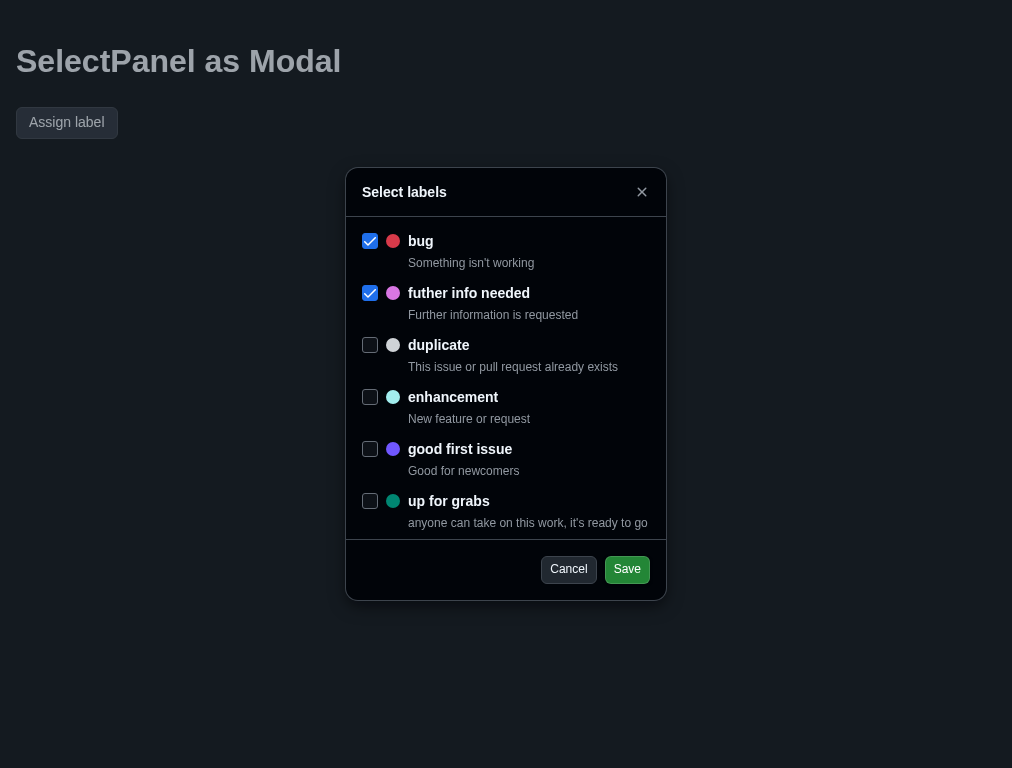 SelectPanel as Modal
Assign label
Select labels
bug
Something isn't working
futher info needed
Further information is requested
duplicate
This issue or pull request already exists
enhancement
New feature or request
good first issue
Good for newcomers
up for grabs
anyone can take on this work, it's ready to go
Cancel
Save